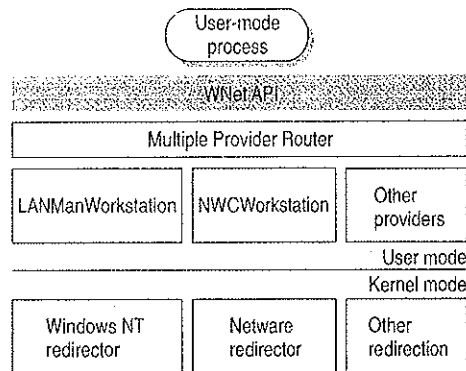 User-mode
process
WNet API
Multiple Provider Router
LANManWorkstation
NWCWorkstation
Other
providers
User mode
Kernel mode
Windows NT
redirector
Netware
redirector
Other
redirection